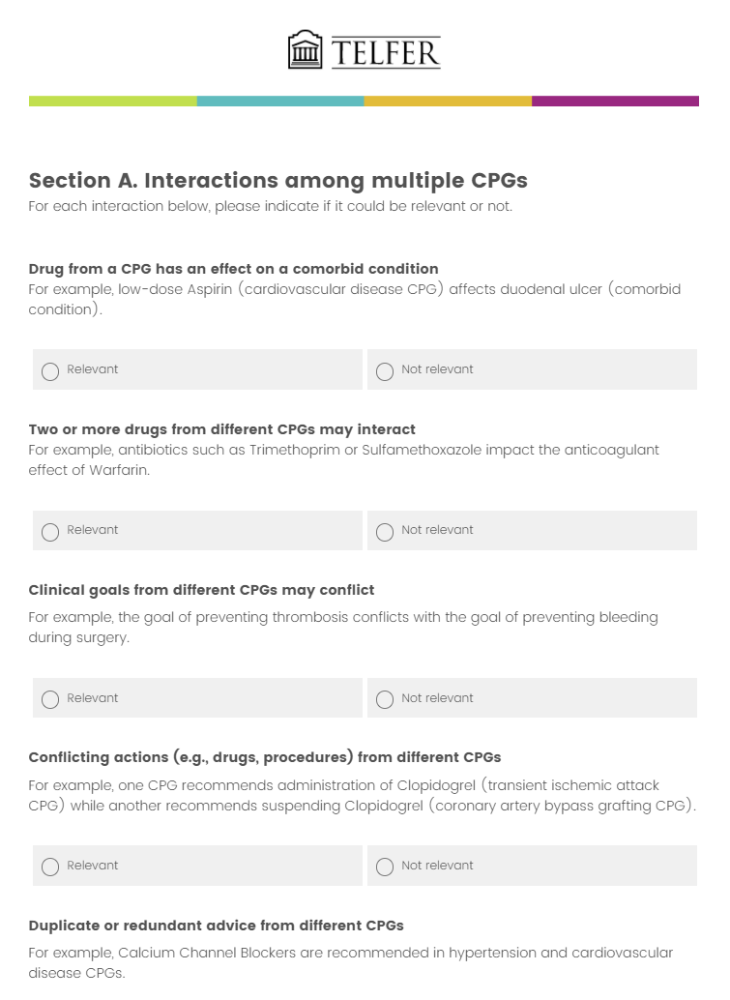 TELFER
Section A. Interactions among multiple CPGs
For each interaction below, please indicate if it could be relevant or not.
Drug from a CPG has an effect on a comorbid condition
For example, low-dose Aspirin (cardiovascular disease CPG) affects duodenal ulcer (comorbid
condition).
Relevant
Not relevant
Two or more drugs from different CPGs may interact
For example, antibiotics such as Trimethoprim or Sulfamethoxazole impact the anticoagulant
effect of Warfarin.
Relevant
Not relevant
Clinical goals from different CPGs may conflict
For example, the goal of preventing thrombosis conflicts with the goal of preventing bleeding
during surgery.
Relevant
Not relevant
Conflicting actions (e.g., drugs, procedures) from different CPGs
For example, one CPG recommends administration of Clopidogrel (transient ischemic attack
CPG) while another recommends suspending Clopidogrel (coronary artery bypass grafting CPG).
Relevant
Not relevant
Duplicate or redundant advice from different CPGs
For example, Calcium Channel Blockers are recommended in hypertension and cardiovascular
disease CPGs.